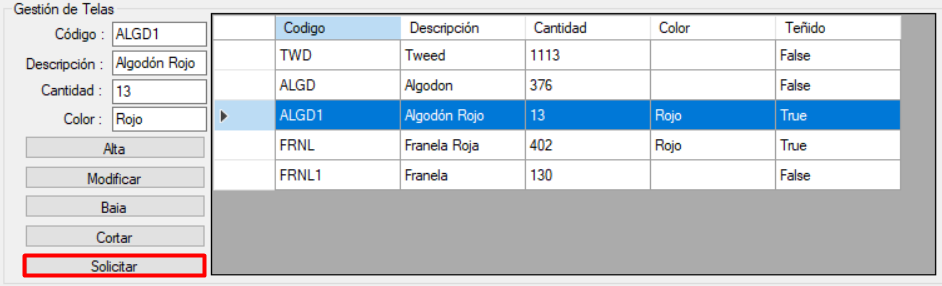 Gestión de Telas
Código : ALGD1
Descripción : Algodón Rojo
Cantidad : 13
Color : Rojo
Alta
Modificar
Baja
Cortar
Solicitar
Codigo Descripción Cantidad Color Teñido
TWD Tweed 1113 False
ALGD Algodon 376 False
ALGD1 Algodón Rojo 13 Rojo True
FRNL Franela Roja 402 Rojo True
FRNL1 Franela 130 False